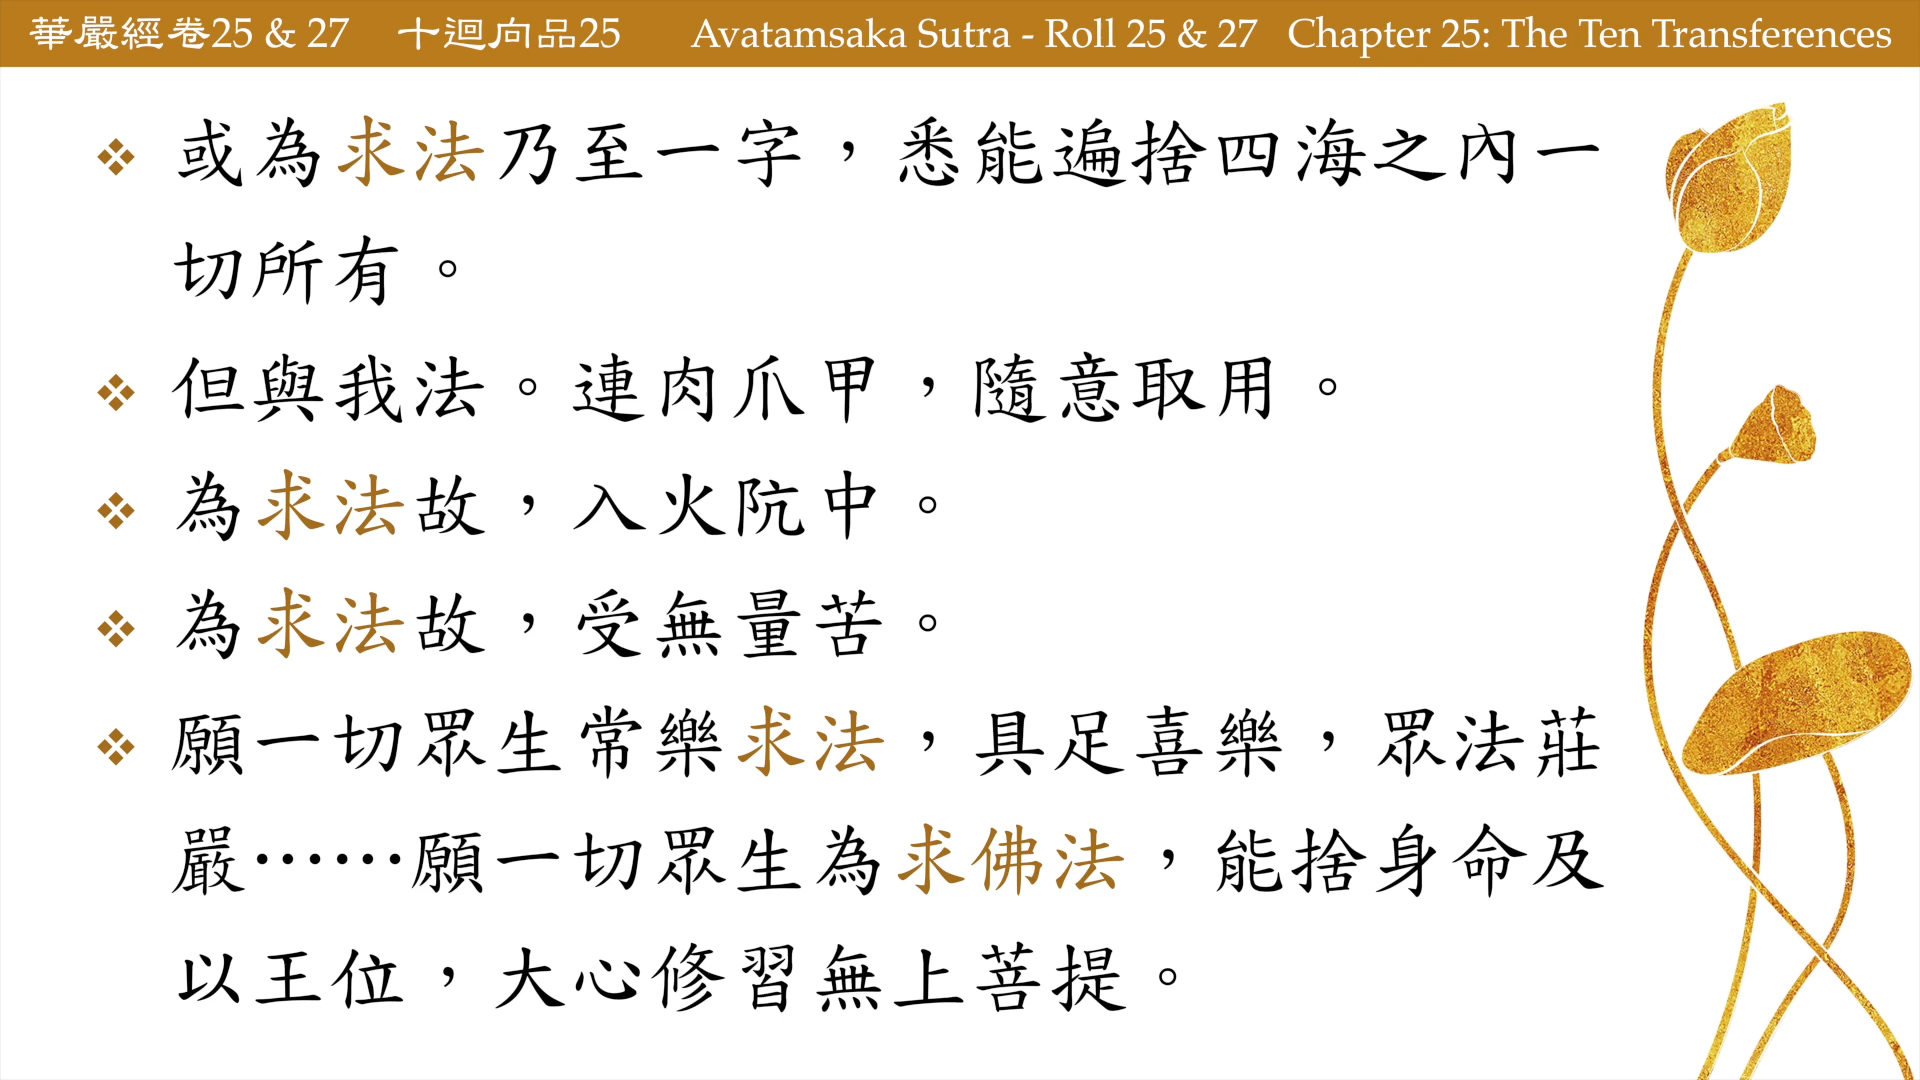 華嚴經卷25 & 27 十迴向品25 Avatamsaka Sutra - Roll 25 & 27 Chapter 25: The Ten Transferences
❖ 或為求法乃至一字，悉能遍捨四海之內一
切所有。
❖ 但與我法。連肉爪甲，隨意取用。
❖ 為求法故，入火阬中。
❖ 為求法故，受無量苦。
❖ 願一切眾生常樂求法，具足喜樂，眾法莊
嚴……願一切眾生為求佛法，能捨身命及
以王位，大心修習無上菩提。